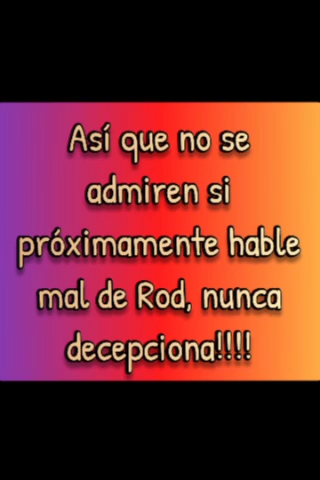 Así que no se
admiren si
próximamente hable
mal de Rod, nunca
decepciona!!!!